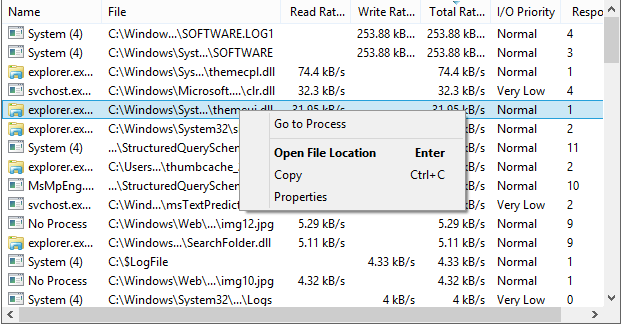 Name File Read Rat... Write Rat... Total Rat... I/O Priority Respo
System (4) C:\Window...\SOFTWARE.LOG1 253.88 kB... 253.88 kB... Normal 4
System (4) C:\Windows\Sys...\SOFTWARE 253.88 kB... 253.88 kB... Normal 3
explorer.ex... C:\Windows\Sys...\themecpl.dll 74.4 kB/s 74.4 kB/s Normal 1
svchost.ex... C:\Windows\Microsoft....\clr.dll 32.3 kB/s 32.3 kB/s Very Low 2
explorer.ex... C:\Windows\Syst...\themeui.dll 31.95 kB/s 31.95 kB/s Normal 1
explorer.ex... C:\Windows\System32\s Normal 2
System (4) ...\StructuredQuerySchem Normal 11
explorer.ex... C:\Users...\thumbcache_ Normal 2
MsMpEng.... ...\StructuredQuerySchem Normal 10
svchost.ex... C:\Wind...\msTextPredict Very Low 2
Go to Process
Open File Location Enter
Copy Ctrl+C
Properties
No Process C:\Windows\Web\...\img12.jpg 5.29 kB/s 5.29 kB/s Normal 9
explorer.ex... C:\Windows...\SearchFolder.dll 5.11 kB/s 5.11 kB/s Normal 9
System (4) C:\$LogFile 4.33 kB/s 4.33 kB/s Normal 1
No Process C:\Windows\Web\...\img10.jpg 4.32 kB/s 4.32 kB/s Normal 1
System (4) C:\Windows\System32\...\Logs 4 kB/s 4 kB/s Very Low 0